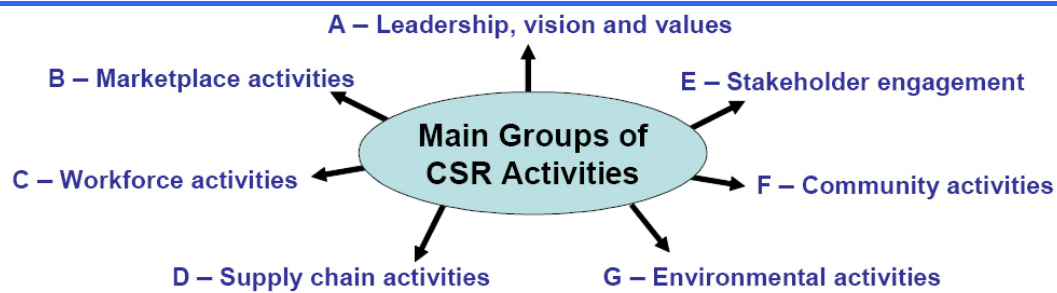 A – Leadership, vision and values
B – Marketplace activities
E – Stakeholder engagement
Main Groups of
CSR Activities
C – Workforce activities
F – Community activities
D – Supply chain activities
G – Environmental activities